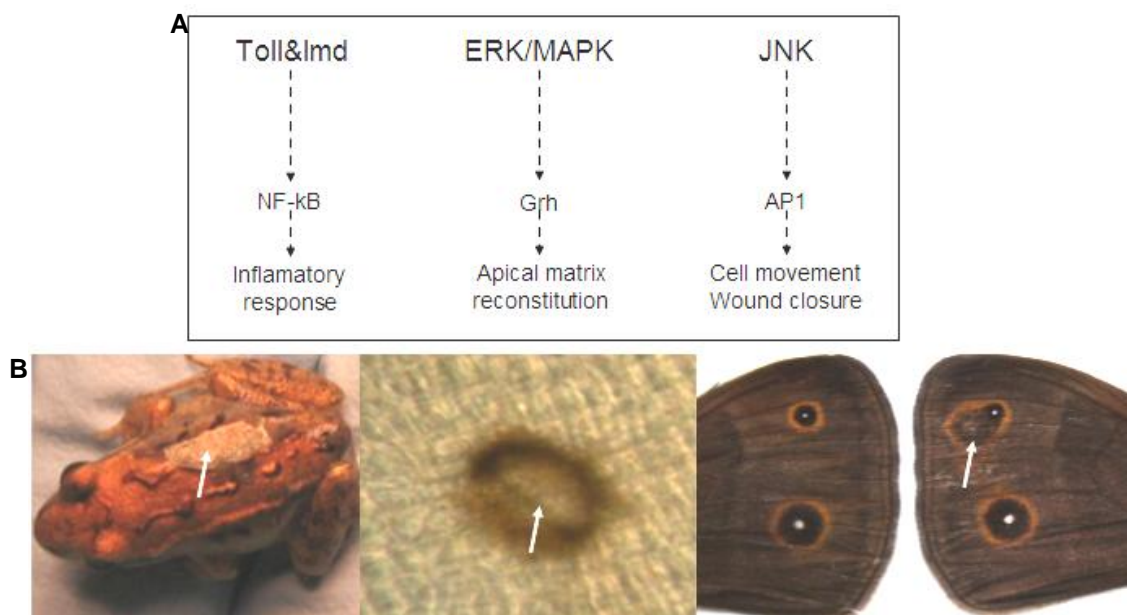 A
Toll&Imd ERK/MAPK JNK
NF-kB Grh AP1
Inflamatory Apical matrix Cell movement
response reconstitution Wound closure
B